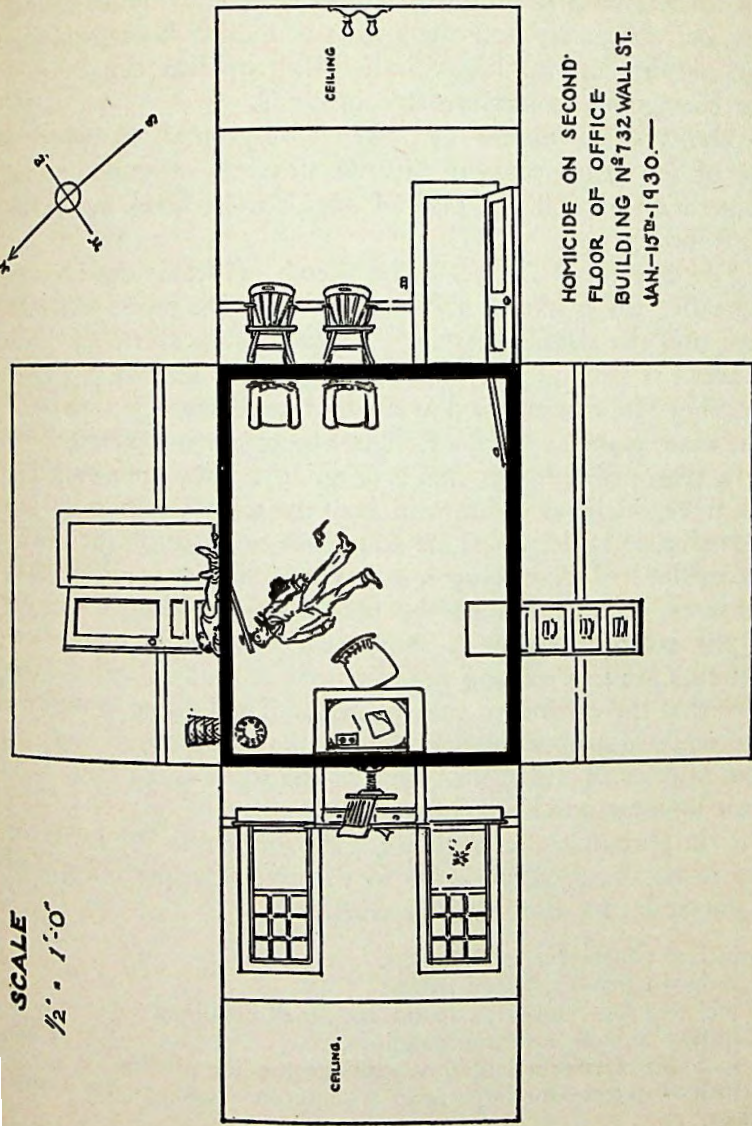 SCALE
1/2" = 1'-0"
N
S
CEILING
CEILING.
HOMICIDE ON SECOND
FLOOR OF OFFICE
BUILDING Nº 732 WALL ST.
JAN.-15TH-1930.—